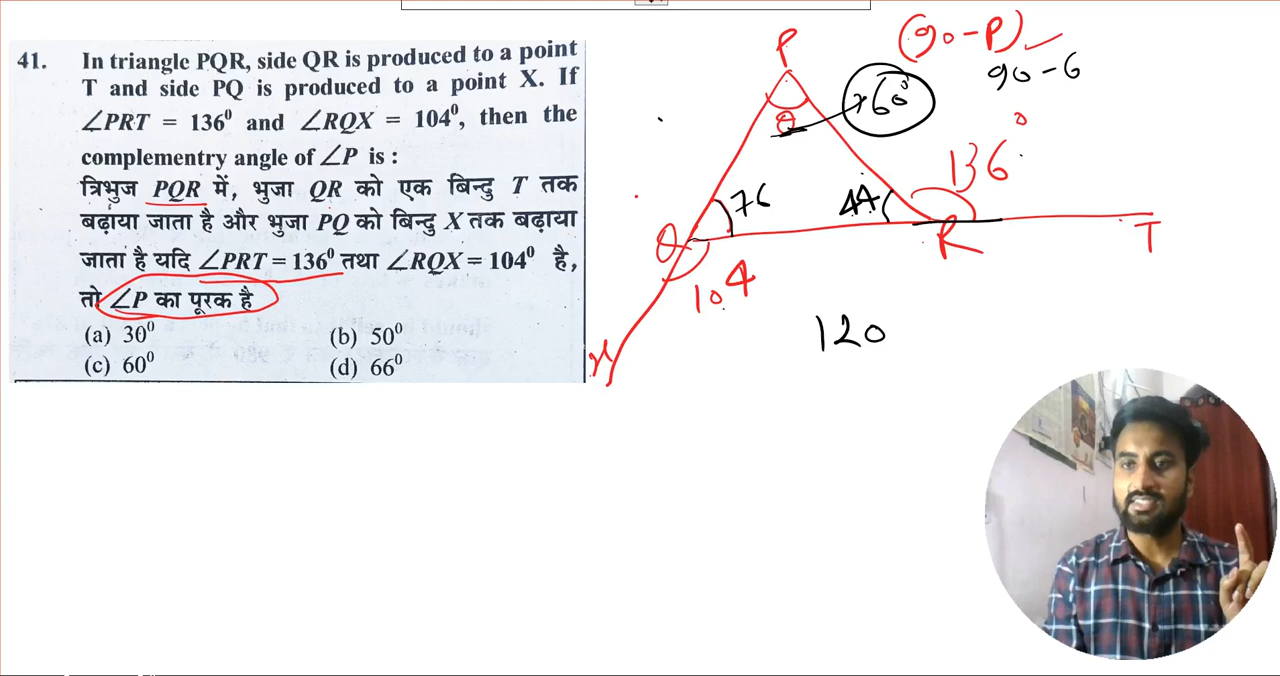 41. In triangle PQR, side QR is produced to a point
T and side PQ is produced to a point X. If
∠PRT = 136⁰ and ∠RQX = 104⁰, then the
complementry angle of ∠P is :
त्रिभुज PQR में, भुजा QR को एक बिन्दु T तक
बढ़ाया जाता है और भुजा PQ को बिन्दु X तक बढ़ाया
जाता है यदि ∠PRT = 136⁰ तथा ∠RQX = 104⁰ है,
तो ∠P का पूरक है
(a) 30⁰ (b) 50⁰
(c) 60⁰ (d) 66⁰
(90-P)
90-6
P
60°
θ
136°
76
44
Q
R
T
104
X
120